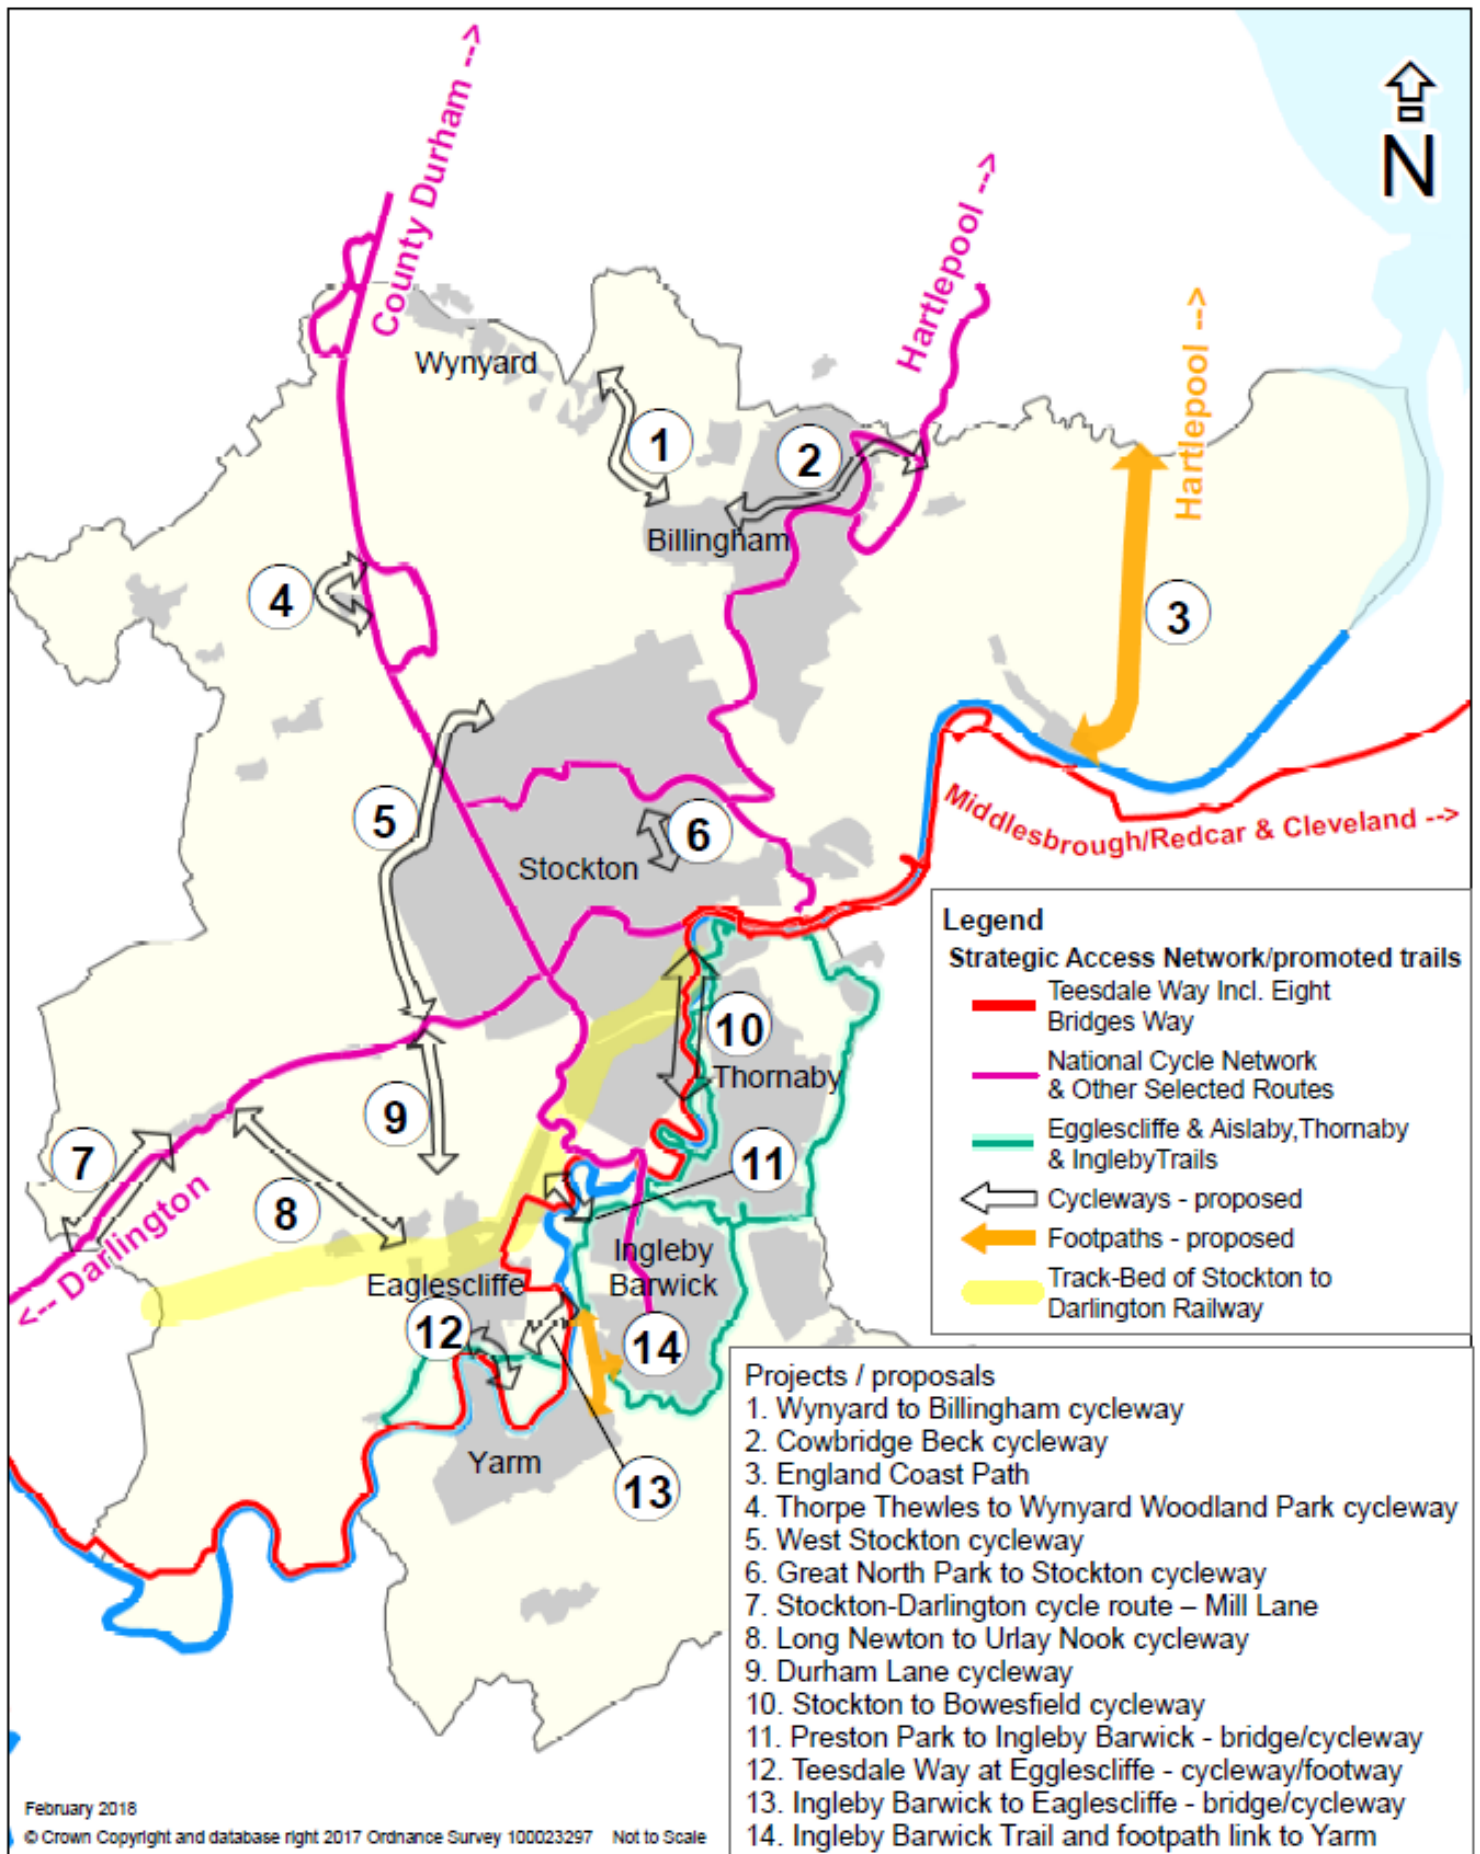 County Durham -->
N
Hartlepool -->
Hartlepool -->
Wynyard
1
2
Billingham
3
4
5
6
Stockton
Middlesbrough/Redcar & Cleveland -->
Legend
Strategic Access Network/promoted trails
Teesdale Way Incl. Eight
Bridges Way
National Cycle Network
& Other Selected Routes
Egglescliffe & Aislaby,Thornaby
& InglebyTrails
Cycleways - proposed
Footpaths - proposed
Track-Bed of Stockton to
Darlington Railway
10
Thornaby
9
7
11
8
<-- Darlington
Ingleby
Barwick
Eaglescliffe
12
14
Yarm
13
Projects / proposals
1. Wynyard to Billingham cycleway
2. Cowbridge Beck cycleway
3. England Coast Path
4. Thorpe Thewles to Wynyard Woodland Park cycleway
5. West Stockton cycleway
6. Great North Park to Stockton cycleway
7. Stockton-Darlington cycle route – Mill Lane
8. Long Newton to Urlay Nook cycleway
9. Durham Lane cycleway
10. Stockton to Bowesfield cycleway
11. Preston Park to Ingleby Barwick - bridge/cycleway
12. Teesdale Way at Egglescliffe - cycleway/footway
13. Ingleby Barwick to Eaglescliffe - bridge/cycleway
14. Ingleby Barwick Trail and footpath link to Yarm
February 2018
© Crown Copyright and database right 2017 Ordnance Survey 100023297 Not to Scale